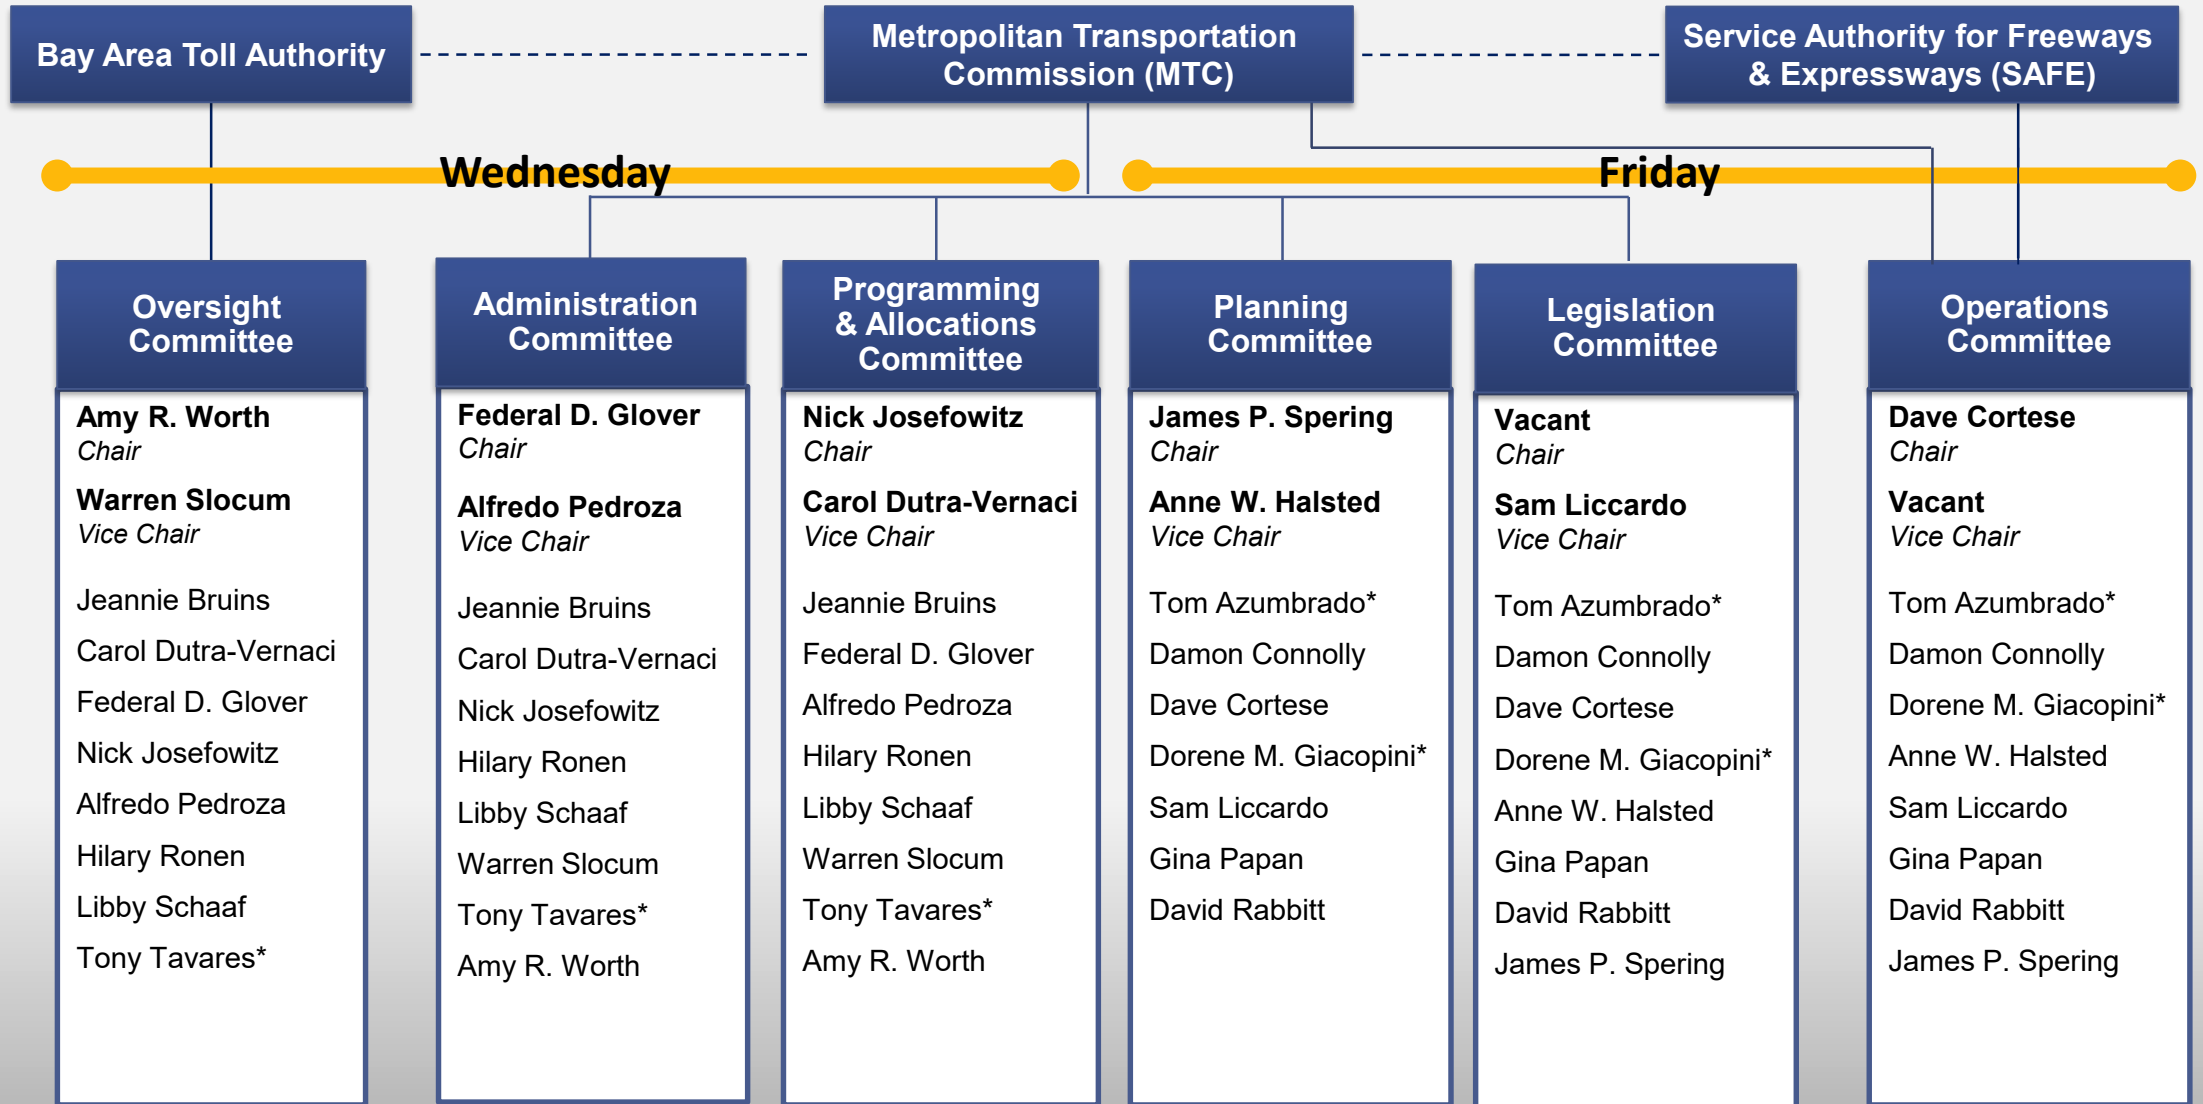 Bay Area Toll Authority
Metropolitan Transportation
Commission (MTC)
Service Authority for Freeways
& Expressways (SAFE)
Wednesday
Friday
Oversight
Committee
Amy R. Worth
Chair
Warren Slocum
Vice Chair
Jeannie Bruins
Carol Dutra-Vernaci
Federal D. Glover
Nick Josefowitz
Alfredo Pedroza
Hilary Ronen
Libby Schaaf
Tony Tavares*
Administration
Committee
Federal D. Glover
Chair
Alfredo Pedroza
Vice Chair
Jeannie Bruins
Carol Dutra-Vernaci
Nick Josefowitz
Hilary Ronen
Libby Schaaf
Warren Slocum
Tony Tavares*
Amy R. Worth
Programming
& Allocations
Committee
Nick Josefowitz
Chair
Carol Dutra-Vernaci
Vice Chair
Jeannie Bruins
Federal D. Glover
Alfredo Pedroza
Hilary Ronen
Libby Schaaf
Warren Slocum
Tony Tavares*
Amy R. Worth
Planning
Committee
James P. Spering
Chair
Anne W. Halsted
Vice Chair
Tom Azumbrado*
Damon Connolly
Dave Cortese
Dorene M. Giacopini*
Sam Liccardo
Gina Papan
David Rabbitt
Legislation
Committee
Vacant
Chair
Sam Liccardo
Vice Chair
Tom Azumbrado*
Damon Connolly
Dave Cortese
Dorene M. Giacopini*
Anne W. Halsted
Gina Papan
David Rabbitt
James P. Spering
Operations
Committee
Dave Cortese
Chair
Vacant
Vice Chair
Tom Azumbrado*
Damon Connolly
Dorene M. Giacopini*
Anne W. Halsted
Sam Liccardo
Gina Papan
David Rabbitt
James P. Spering